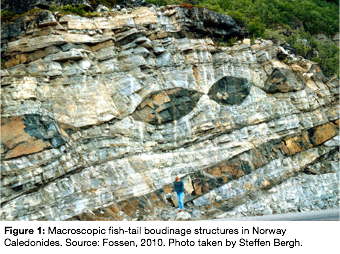 Figure 1: Macroscopic fish-tail boudinage structures in Norway
Caledonides. Source: Fossen, 2010. Photo taken by Steffen Bergh.